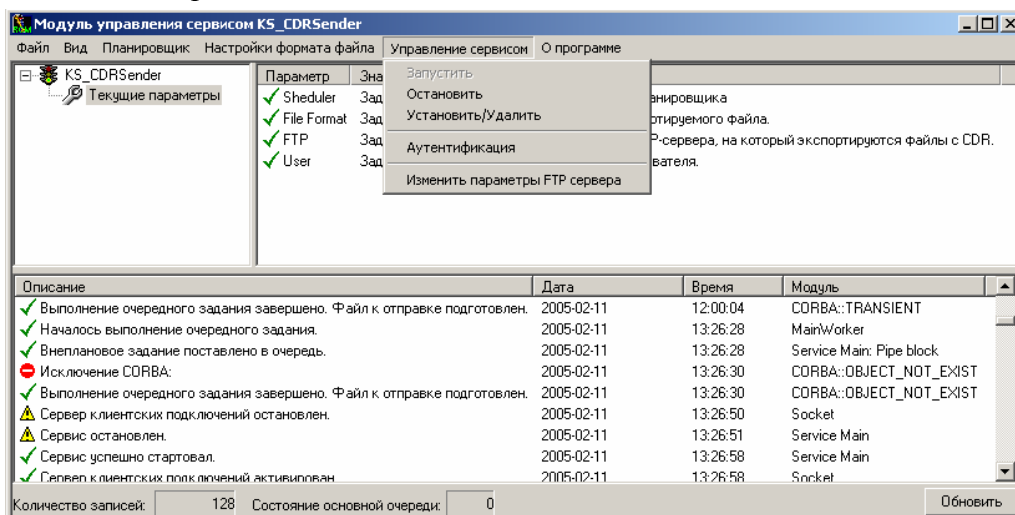 Модуль управления сервисом KS_CDRSender
Файл Вид Планировщик Настройки формата файла Управление сервисом О программе
KS_CDRSender
Текущие параметры
Параметр Зна
Sheduler Зад анировщика
File Format Зад отируемого файла.
FTP Зад P-сервера, на который экспортируются файлы с CDR.
User Зад вателя.
Запустить
Остановить
Установить/Удалить
Аутентификация
Изменить параметры FTP сервера
Описание Дата Время Модуль
Выполнение очередного задания завершено. Файл к отправке подготовлен. 2005-02-11 12:00:04 CORBA::TRANSIENT
Началось выполнение очередного задания. 2005-02-11 13:26:28 MainWorker
Внеплановое задание поставлено в очередь. 2005-02-11 13:26:28 Service Main: Pipe block
Исключение CORBA: 2005-02-11 13:26:30 CORBA::OBJECT_NOT_EXIST
Выполнение очередного задания завершено. Файл к отправке подготовлен. 2005-02-11 13:26:30 CORBA::OBJECT_NOT_EXIST
Сервер клиентских подключений остановлен. 2005-02-11 13:26:50 Socket
Сервис остановлен. 2005-02-11 13:26:51 Service Main
Сервис успешно стартовал. 2005-02-11 13:26:58 Service Main
Сервер клиентских подключений активирован 2005-02-11 13:26:58 Socket
Количество записей: 128 Состояние основной очереди: 0 Обновить